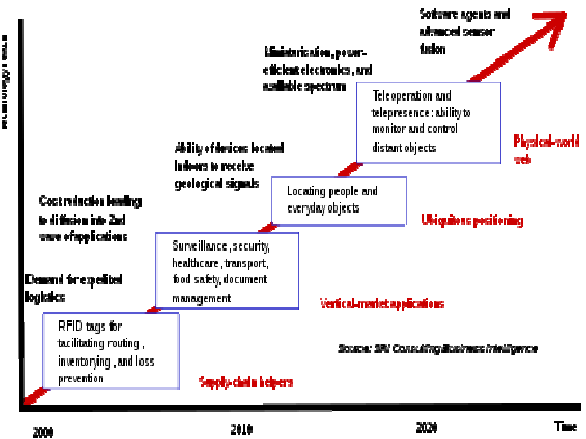 Software agents and
advanced sensor
fusion
Miniaturization, power-
efficient electronics, and
available spectrum
Teleoperation and
telepresence: ability to
monitor and control
distant objects
Physical-world
web
Ability of devices located
indoors to receive
geological signals
Locating people and
everyday objects
Ubiquitous positioning
Cost reduction leading
to diffusion into 2nd
wave of applications
Surveillance, security,
healthcare, transport,
food safety, document
management
Vertical-market applications
Demand for expedited
logistics
RFID tags for
facilitating routing,
inventorying, and loss
prevention
Supply-chain helpers
Source: SRI Consulting Business Intelligence
2000
2010
2020
Time